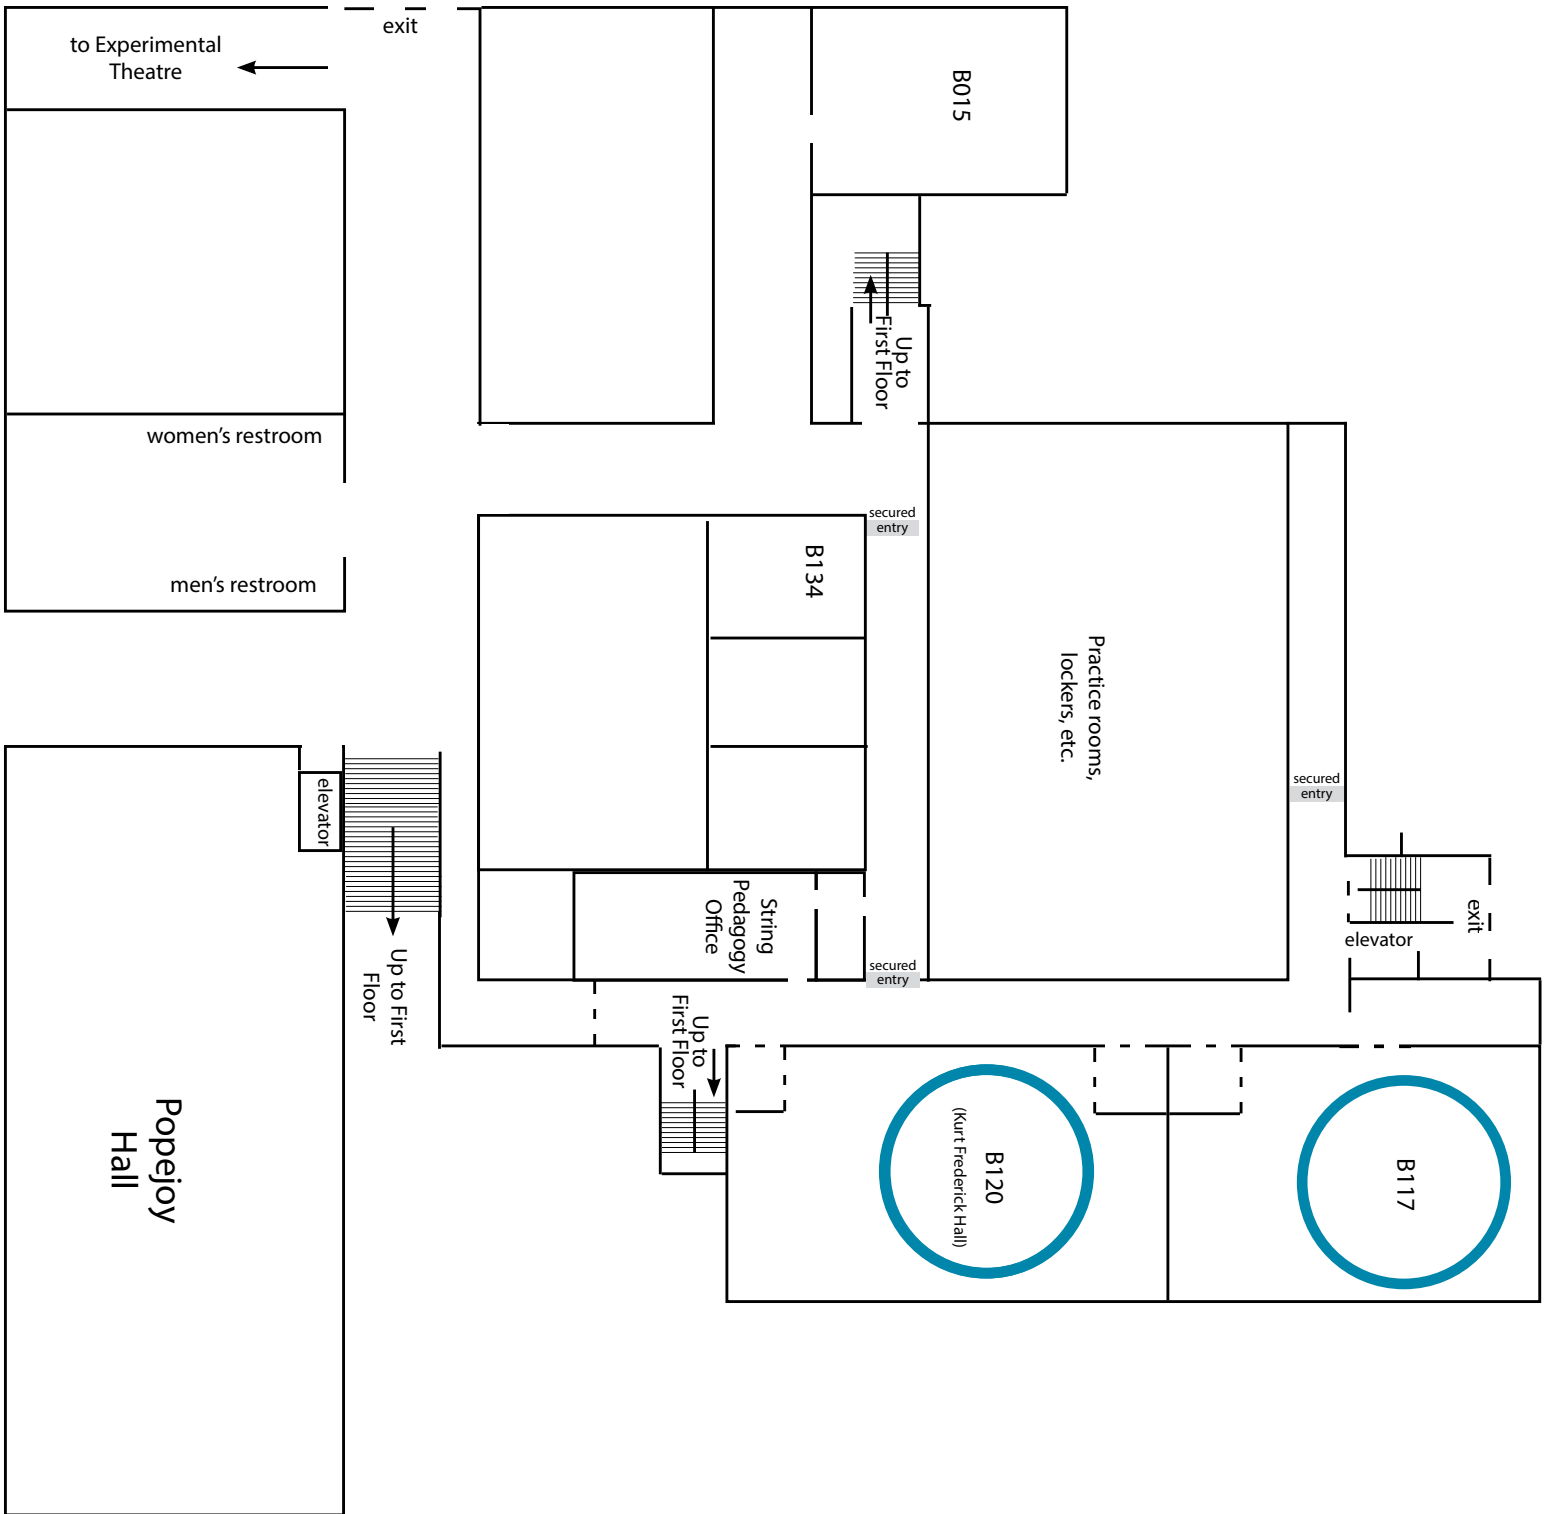 exit
to Experimental
Theatre
B015
Up to
First Floor
women's restroom
men's restroom
secured
entry
B134
Practice rooms,
lockers, etc.
secured
entry
elevator
String
Pedagogy
Office
secured
entry
exit
elevator
Up to First
Floor
Up to
First Floor
Popejoy
Hall
B120
(Kurt Frederick Hall)
B117